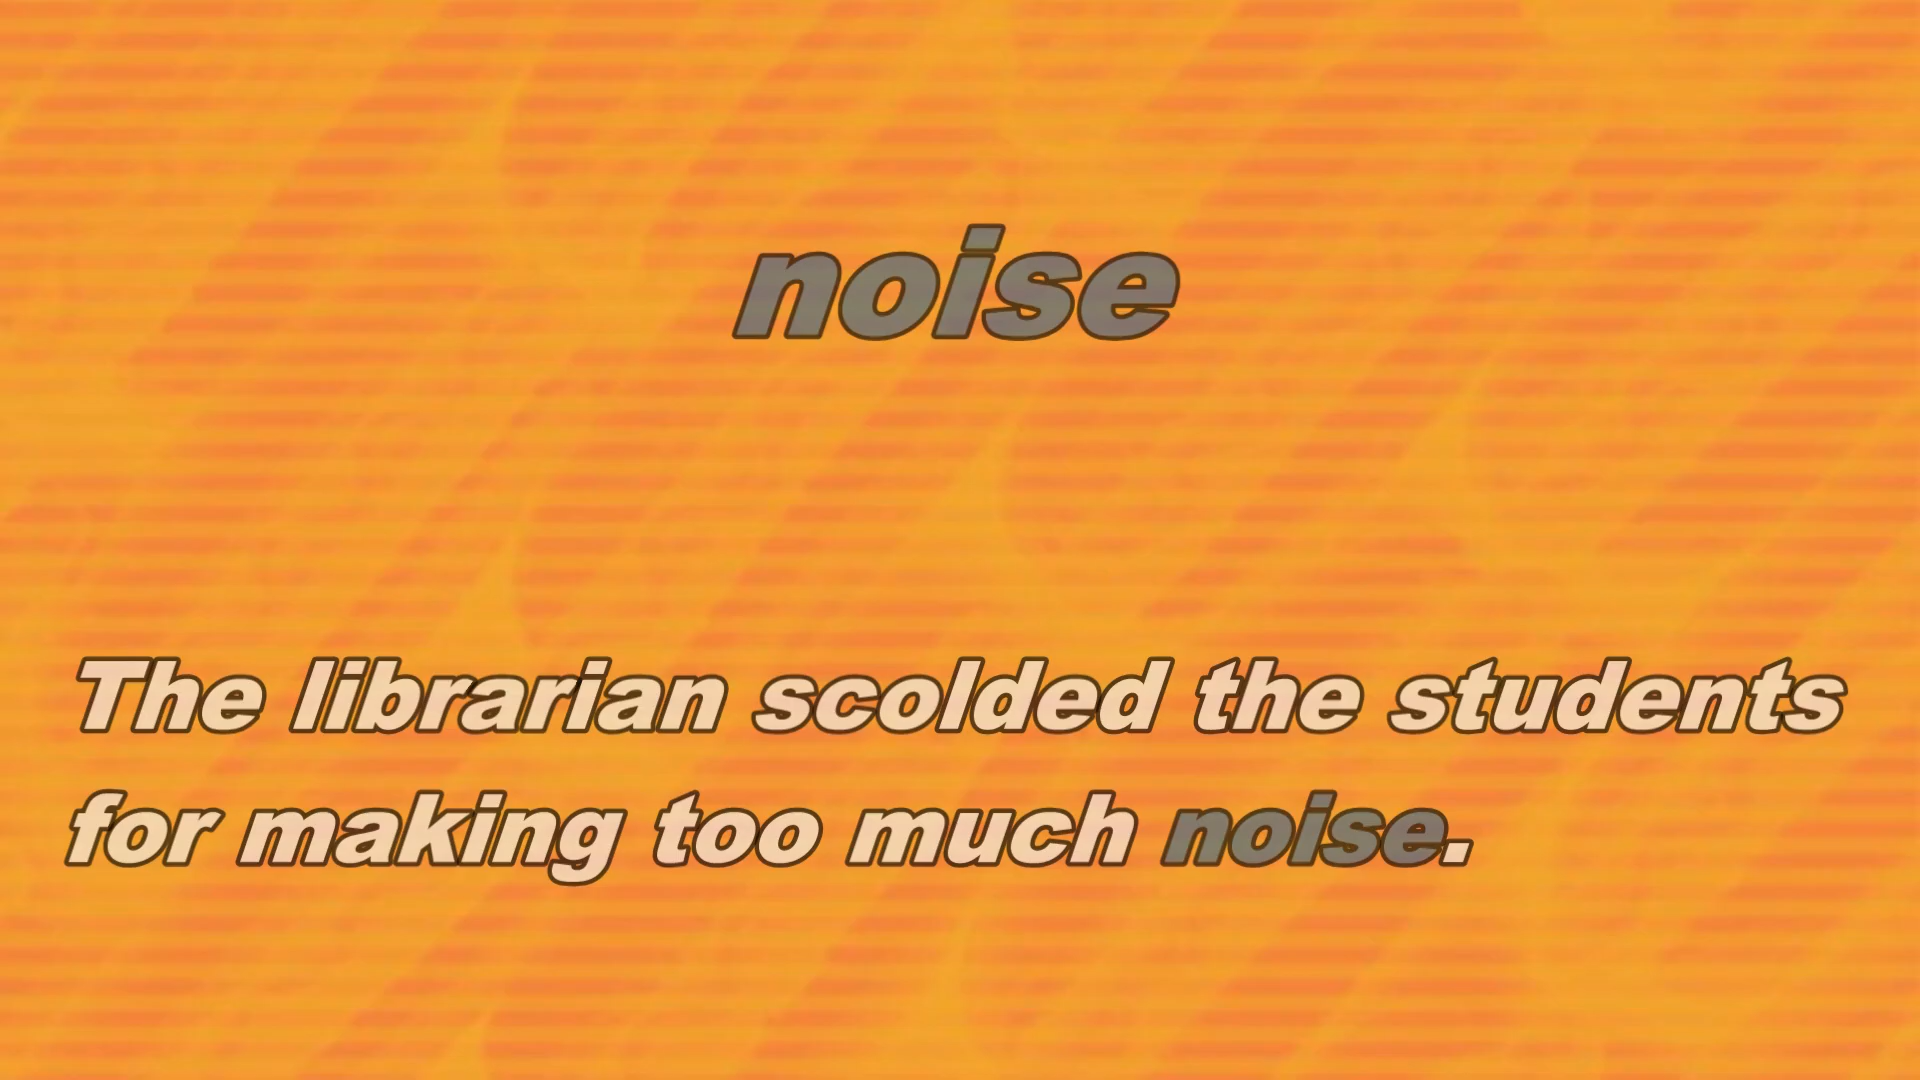 noise
The librarian scolded the students
for making too much noise.